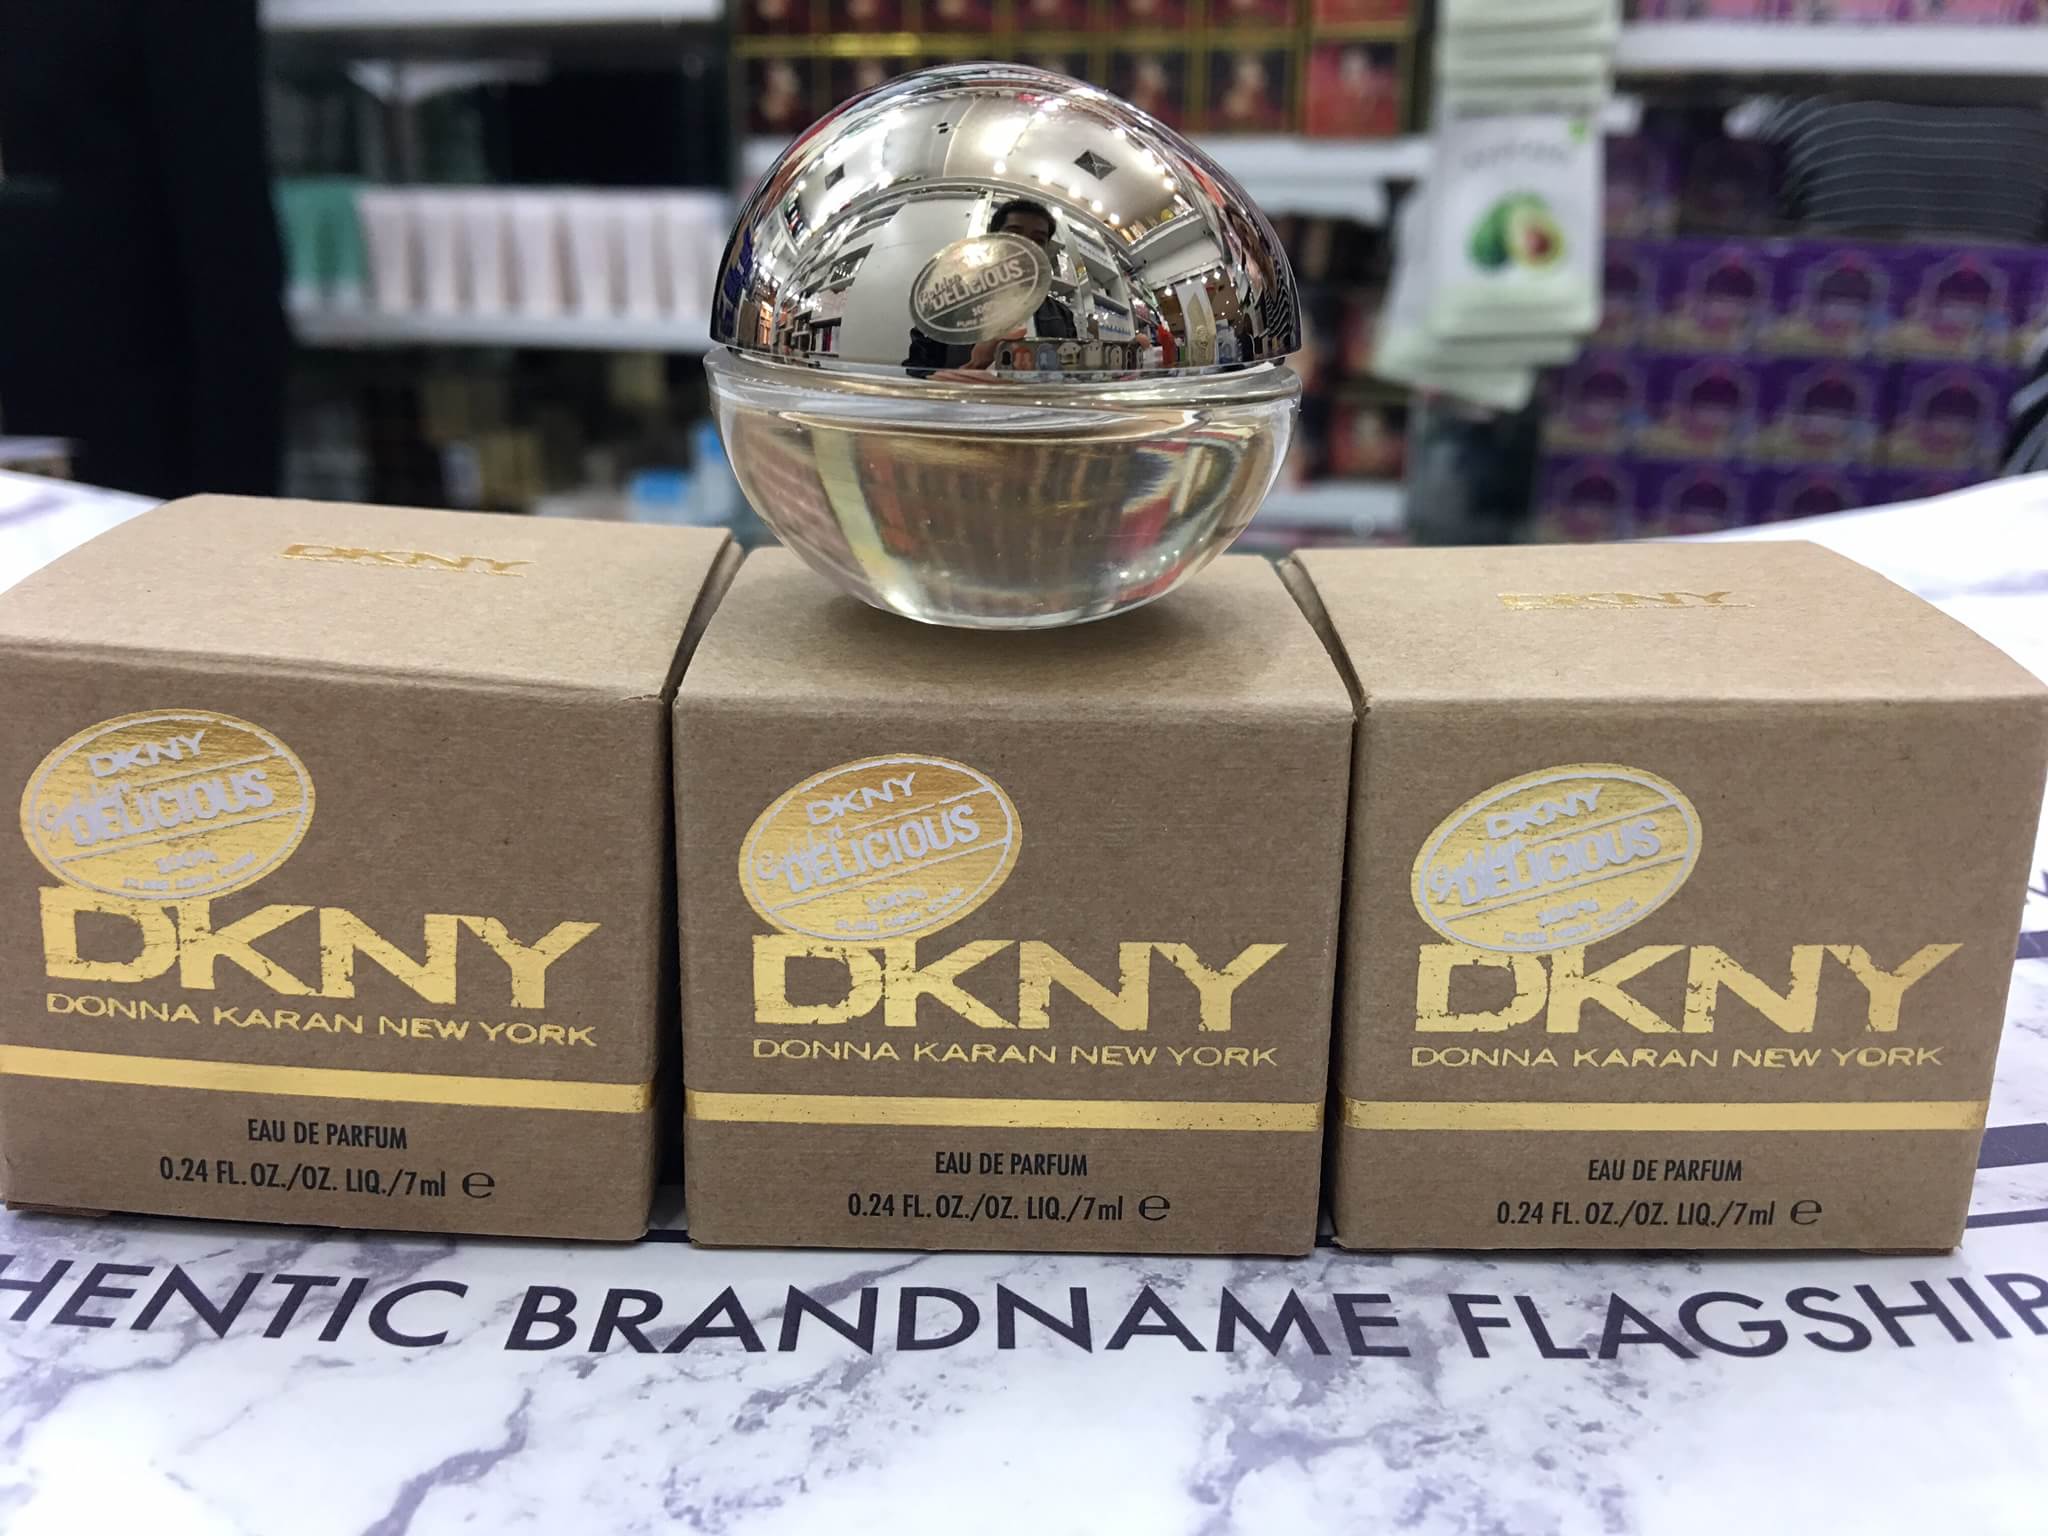 Golden
DELICIOUS
DKNY
DKNY
Golden
DELICIOUS
100%
PURE NEW YORK
DKNY
DONNA KARAN NEW YORK
EAU DE PARFUM
0.24 FL.OZ./OZ. LIQ./7ml ℮
DKNY
Golden
DELICIOUS
100%
PURE NEW YORK
DKNY
DONNA KARAN NEW YORK
EAU DE PARFUM
0.24 FL.OZ./OZ. LIQ./7ml ℮
DKNY
DKNY
Golden
DELICIOUS
100%
PURE NEW YORK
DKNY
DONNA KARAN NEW YORK
EAU DE PARFUM
0.24 FL.OZ./OZ. LIQ./7ml ℮
HENTIC BRANDNAME FLAGSHIP